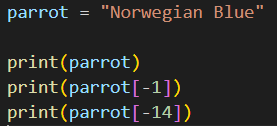 parrot = "Norwegian Blue"
print(parrot)
print(parrot[-1])
print(parrot[-14])